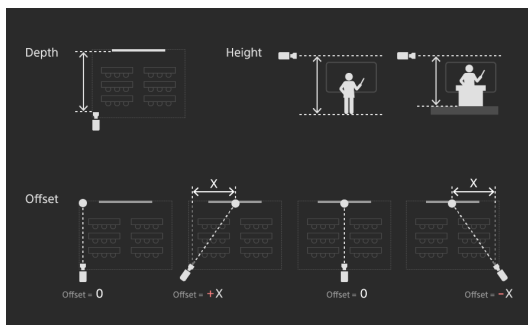 Depth
Height
X
X
Offset
Offset = 0
Offset = +X
Offset = 0
Offset = −X